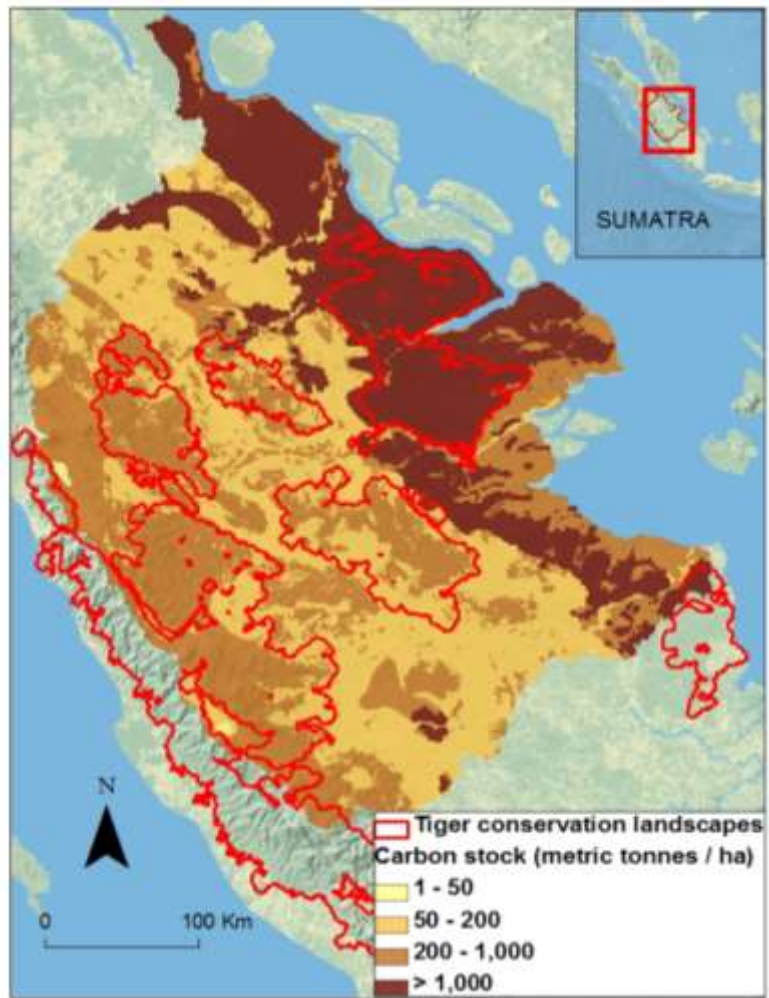 SUMATRA
N
0 100 Km
Tiger conservation landscapes
Carbon stock (metric tonnes / ha)
1 - 50
50 - 200
200 - 1,000
> 1,000